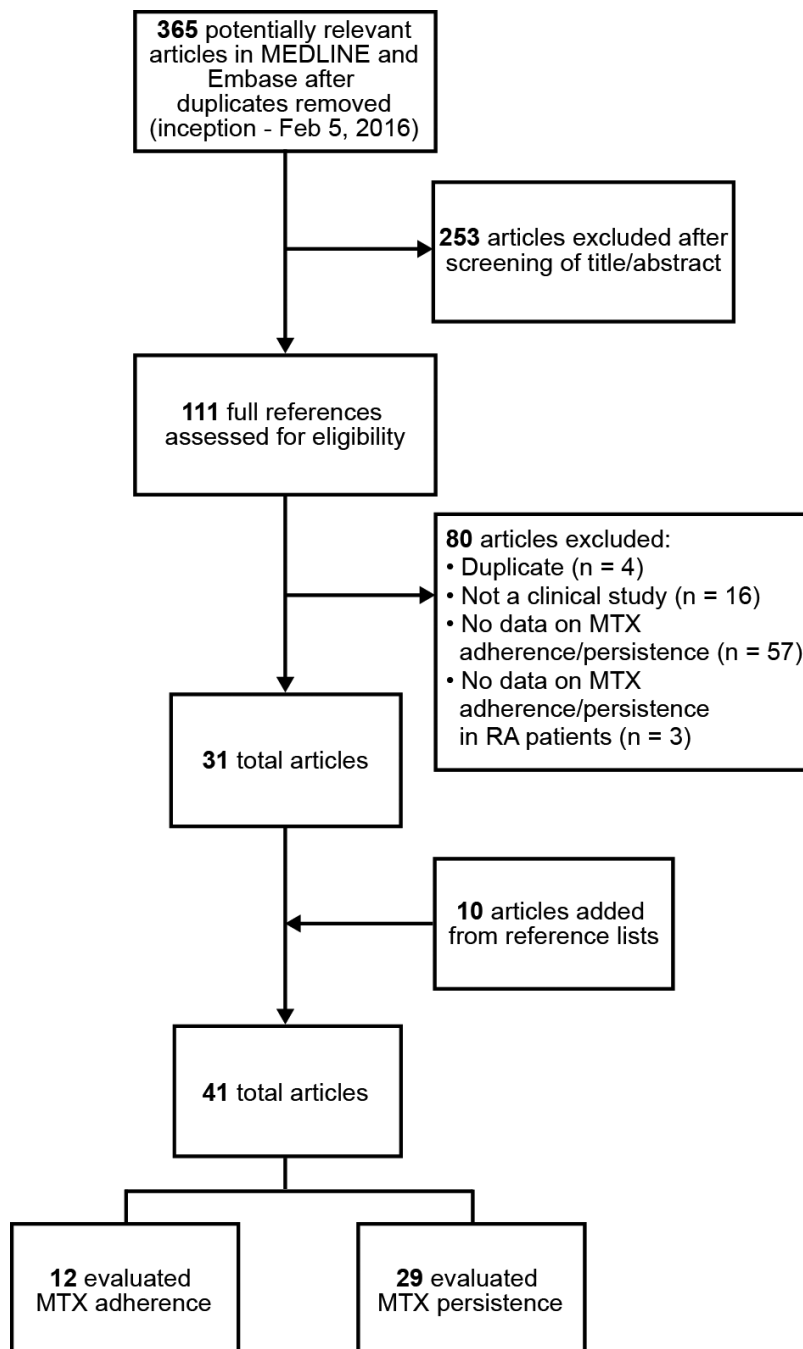 365 potentially relevant
articles in MEDLINE and
Embase after
duplicates removed
(inception - Feb 5, 2016)
253 articles excluded after
screening of title/abstract
111 full references
assessed for eligibility
80 articles excluded:
• Duplicate (n = 4)
• Not a clinical study (n = 16)
• No data on MTX
adherence/persistence (n = 57)
• No data on MTX
adherence/persistence
in RA patients (n = 3)
31 total articles
10 articles added
from reference lists
41 total articles
12 evaluated
MTX adherence
29 evaluated
MTX persistence